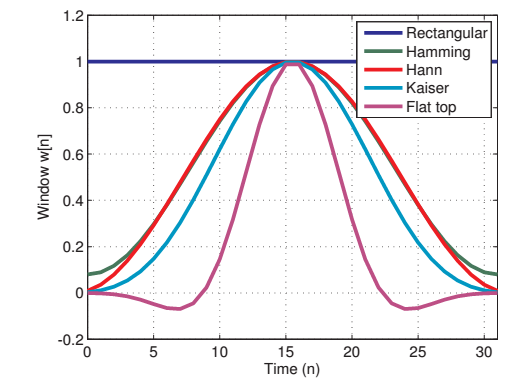 1.2
1
0.8
0.6
0.4
0.2
0
-0.2
Window w[n]
Rectangular
Hamming
Hann
Kaiser
Flat top
0 5 10 15 20 25 30
Time (n)